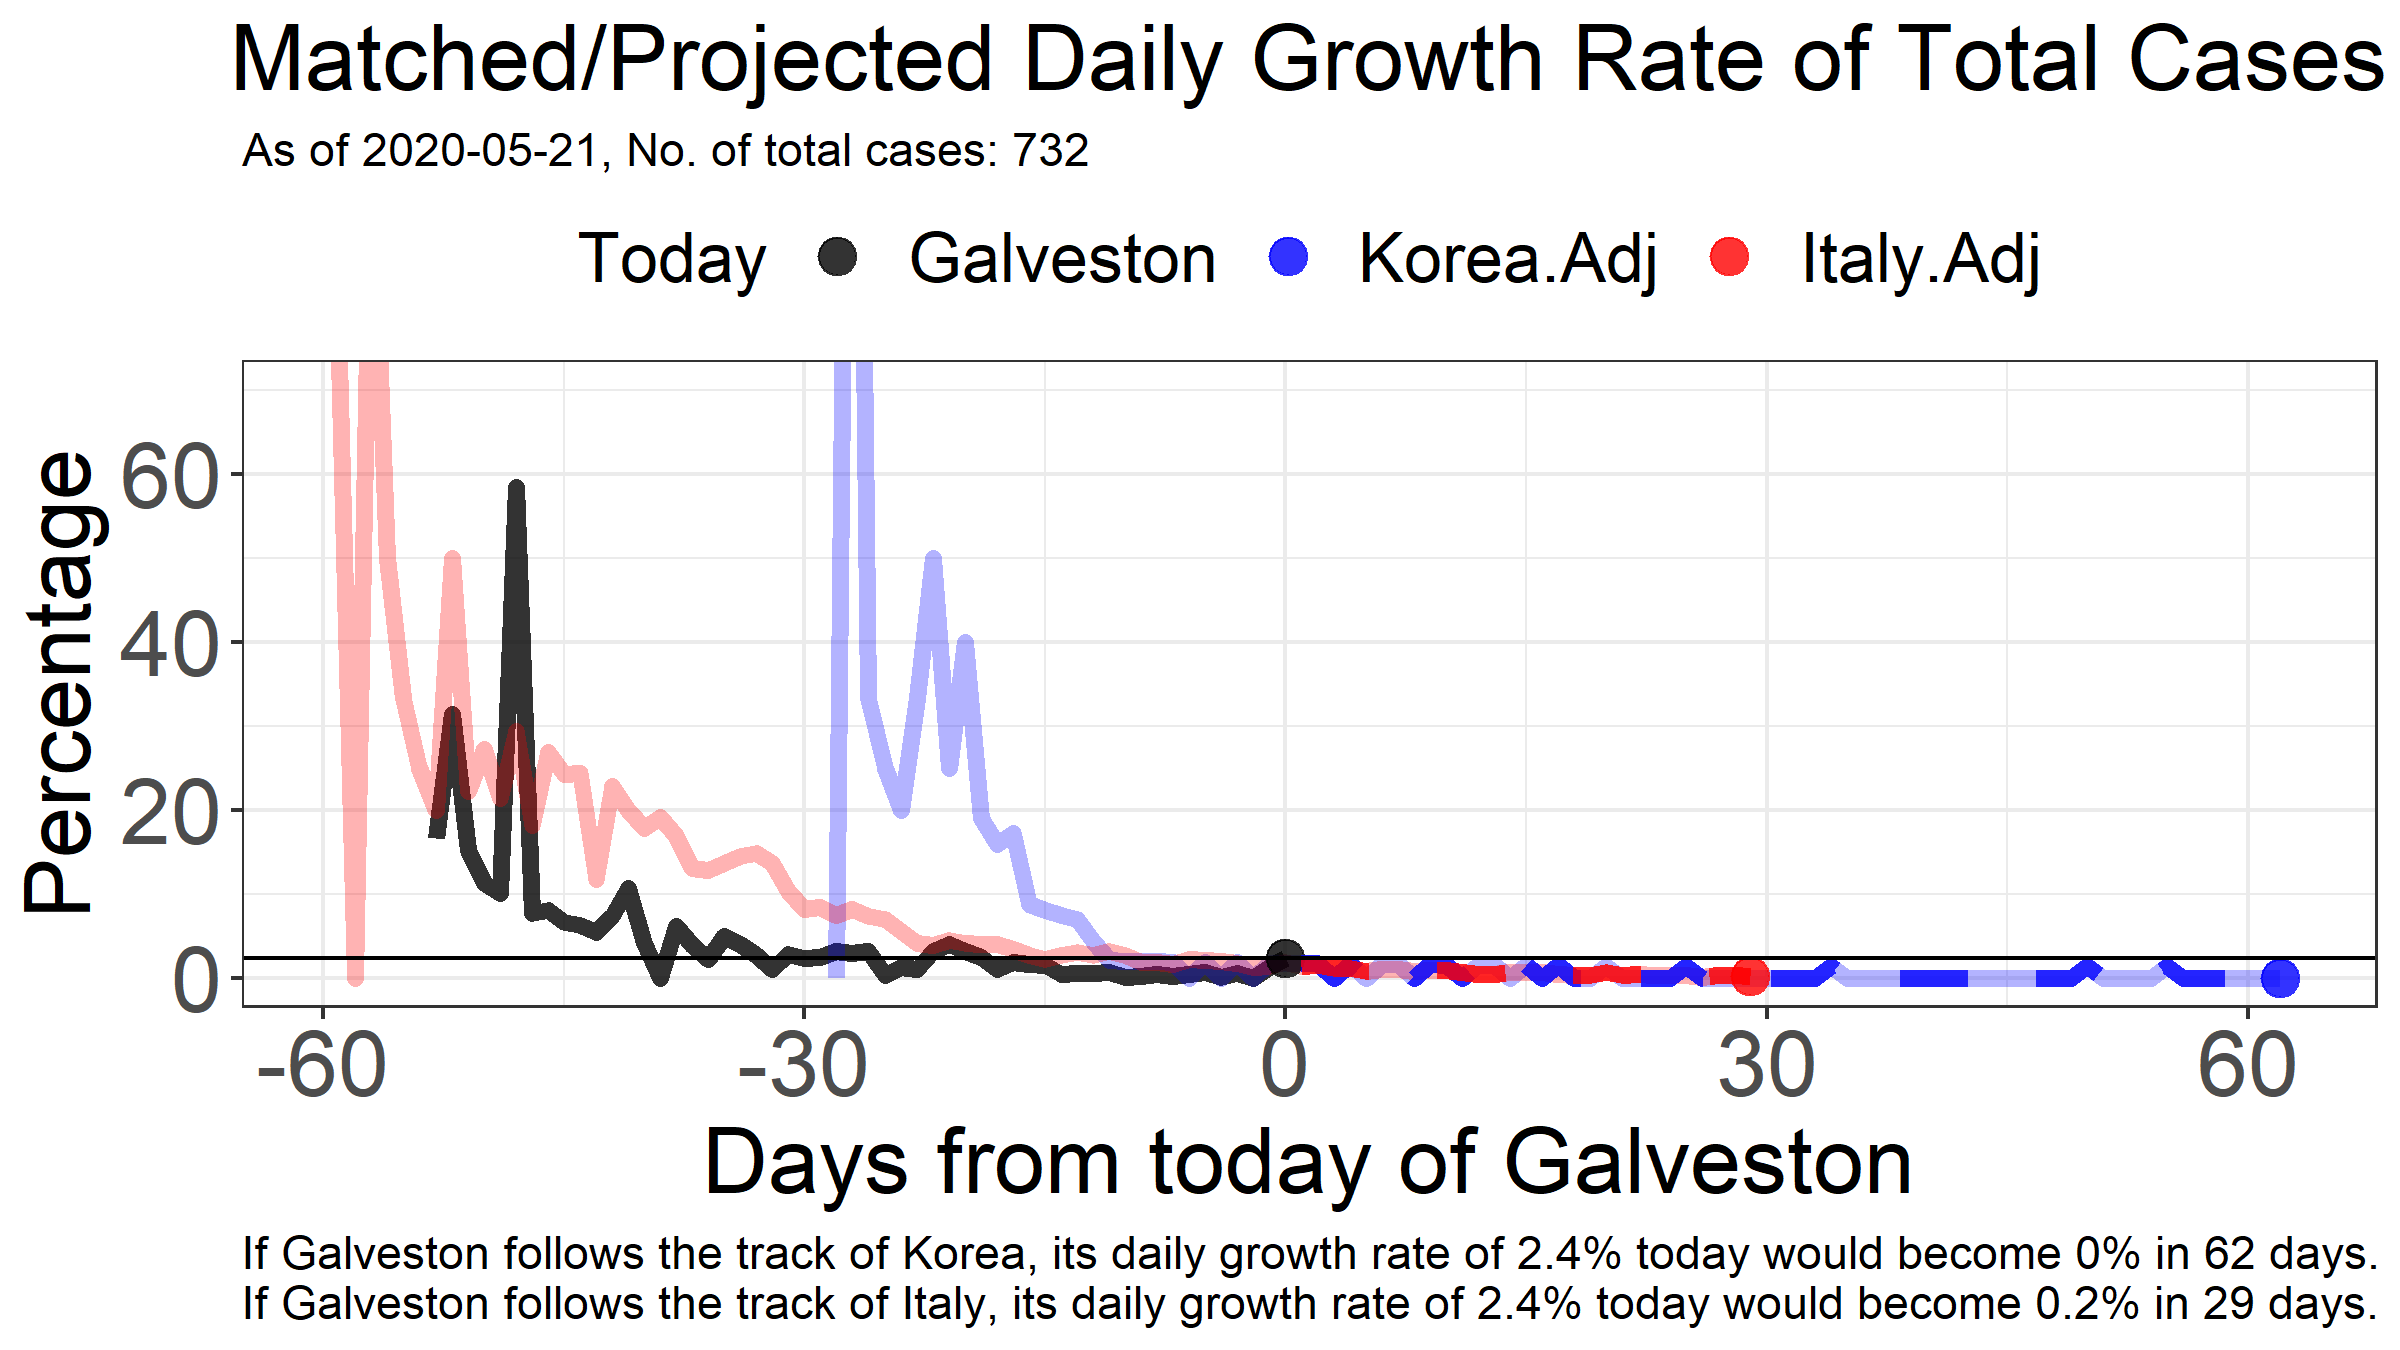 Matched/Projected Daily Growth Rate of Total Cases
As of 2020-05-21, No. of total cases: 732
Today Galveston Korea.Adj Italy.Adj
Percentage
60
40
20
0
-60 -30 0 30 60
Days from today of Galveston
If Galveston follows the track of Korea, its daily growth rate of 2.4% today would become 0% in 62 days.
If Galveston follows the track of Italy, its daily growth rate of 2.4% today would become 0.2% in 29 days.